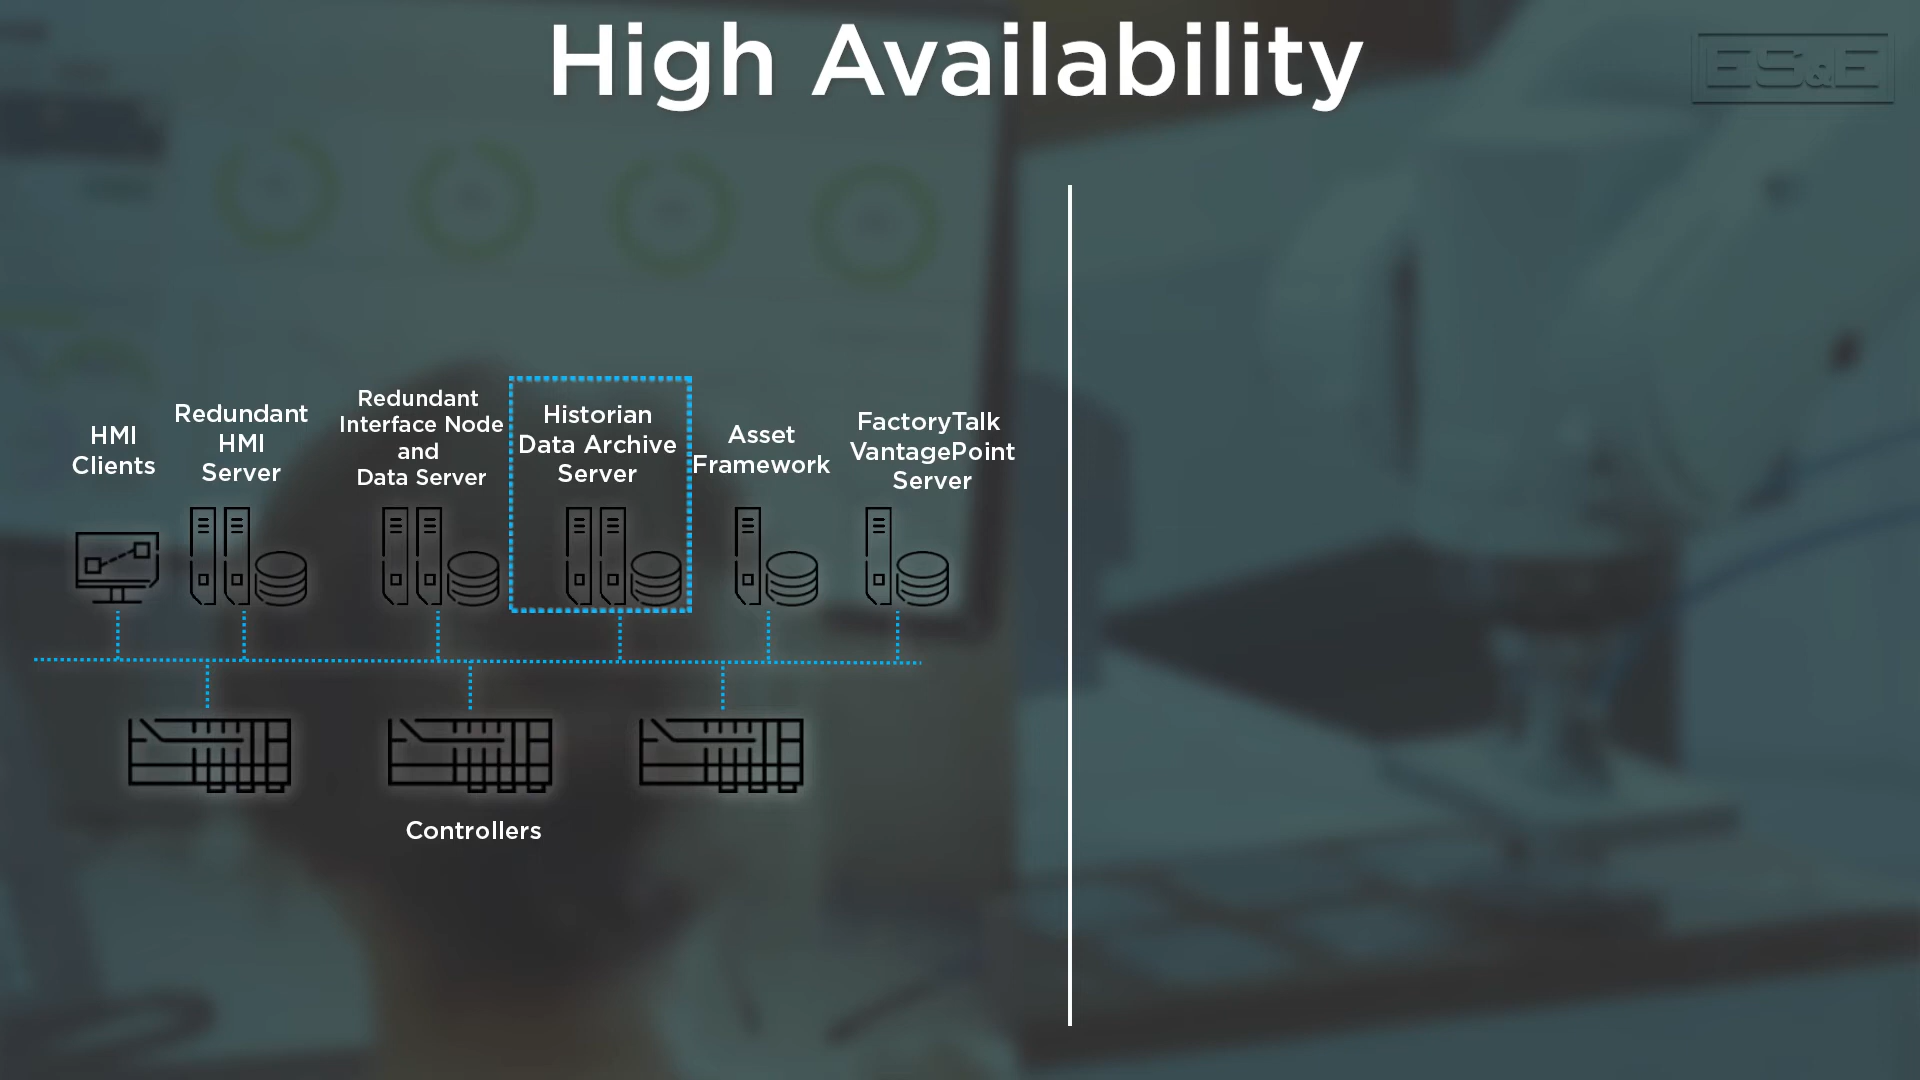 High Availability
ES&E
HMI
Clients
Redundant
HMI
Server
Redundant
Interface Node
and
Data Server
Historian
Data Archive
Server
Asset
Framework
FactoryTalk
VantagePoint
Server
Controllers